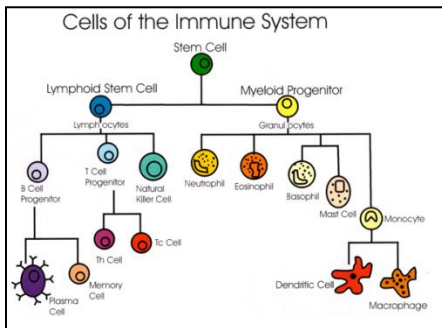 Cells of the Immune System
Stem Cell
Lymphoid Stem Cell
Myeloid Progenitor
Lymphocytes
Granulocytes
B Cell
Progenitor
T Cell
Progenitor
Natural
Killer Cell
Neutrophil
Eosinophil
Basophil
Mast Cell
Monocyte
Th Cell
Tc Cell
Plasma
Cell
Memory
Cell
Dendritic Cell
Macrophage